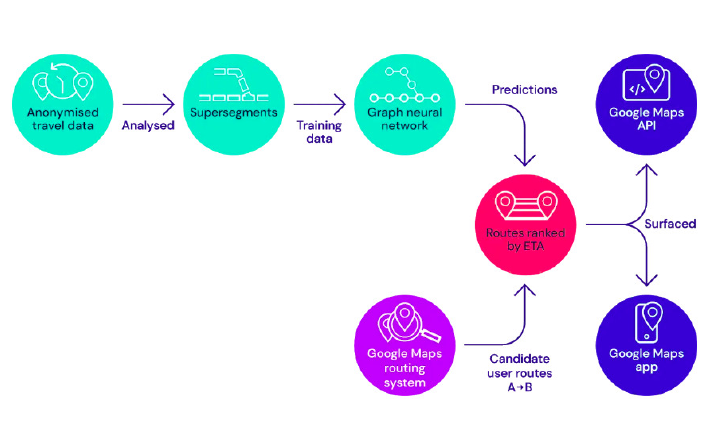 Anonymised
travel data
Analysed
Supersegments
Training
data
Graph neural
network
Predictions
</>
Google Maps
API
Routes ranked
by ETA
Surfaced
Google Maps
routing
system
Candidate
user routes
A→B
Google Maps
app